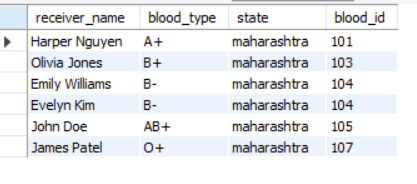 receiver_name blood_type state blood_id
Harper Nguyen A+ maharashtra 101
Olivia Jones B+ maharashtra 103
Emily Williams B- maharashtra 104
Evelyn Kim B- maharashtra 104
John Doe AB+ maharashtra 105
James Patel O+ maharashtra 107